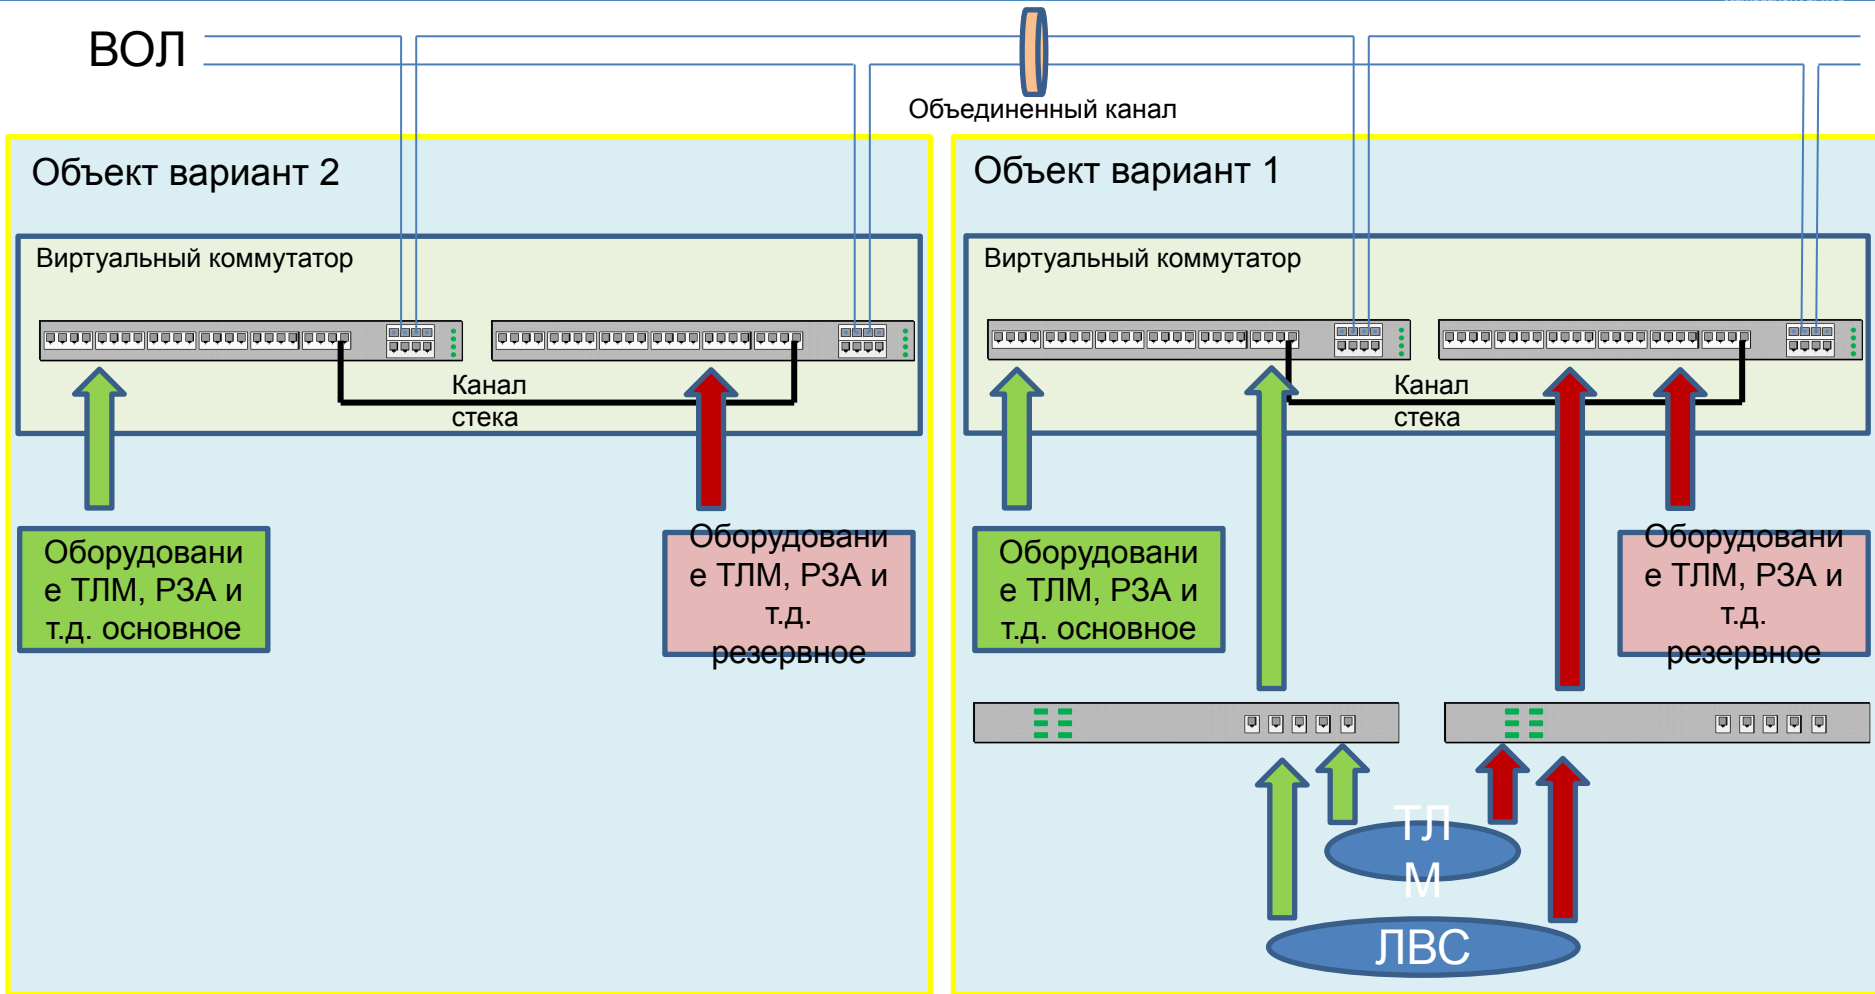 ВОЛ
Объединенный канал
Объект вариант 2
Виртуальный коммутатор
Канал
стека
Оборудовани
е ТЛМ, РЗА и
т.д. основное
Оборудовани
е ТЛМ, РЗА и
т.д.
резервное
Объект вариант 1
Виртуальный коммутатор
Канал
стека
Оборудовани
е ТЛМ, РЗА и
т.д. основное
Оборудовани
е ТЛМ, РЗА и
т.д.
резервное
ТЛ
М
ЛВС